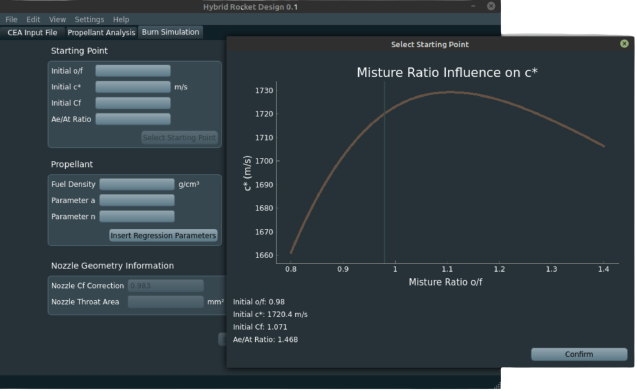 Hybrid Rocket Design 0.1
File Edit View Settings Help
CEA Input File Propellant Analysis Burn Simulation
Starting Point
Initial o/f
Initial c* m/s
Initial Cf
Ae/At Ratio
Select Starting Point
Propellant
Fuel Density g/cm³
Parameter a
Parameter n
Insert Regression Parameters
Nozzle Geometry Information
Nozzle Cf Correction 0.983
Nozzle Throat Area mm²
Select Starting Point
Misture Ratio Influence on c*
c* (m/s)
1730
1720
1710
1700
1690
1680
1670
1660
0.8 0.9 1 1.1 1.2 1.3 1.4
Misture Ratio o/f
Initial o/f: 0.98
Initial c*: 1720.4 m/s
Initial Cf: 1.071
Ae/At Ratio: 1.468
Confirm